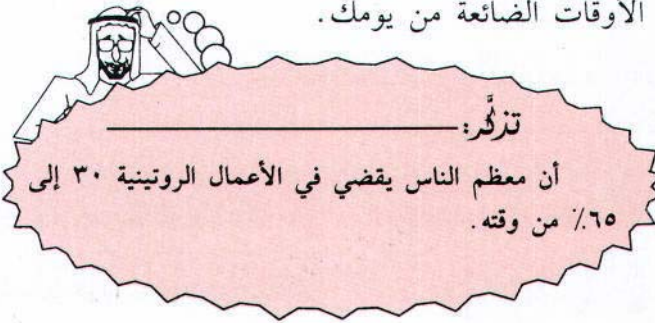 الأوقات الضائعة من يومك.
تذكَّر:
أن معظم الناس يقضي في الأعمال الروتينية ٣٠ إلى
٦٥٪ من وقته.